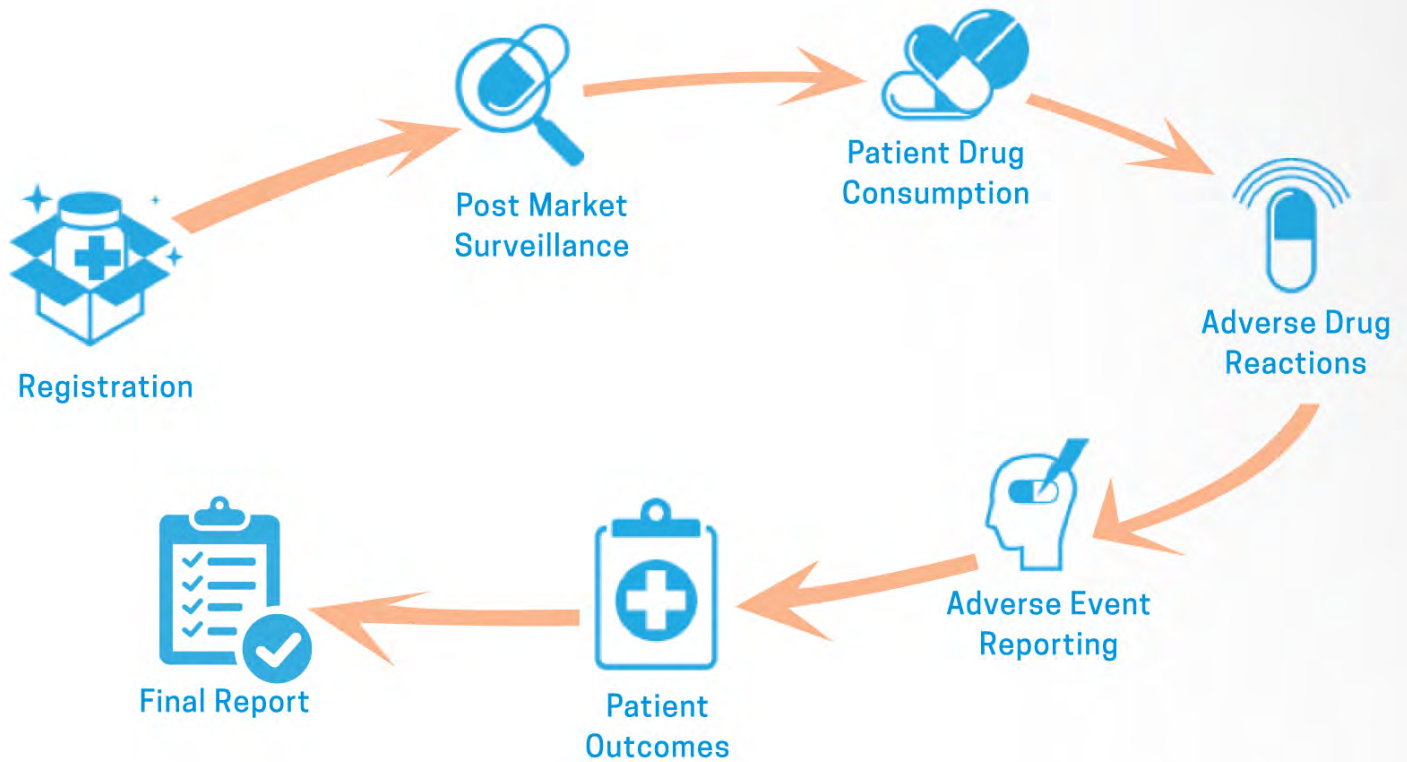 Registration
Post Market
Surveillance
Patient Drug
Consumption
Adverse Drug
Reactions
Adverse Event
Reporting
Patient
Outcomes
Final Report